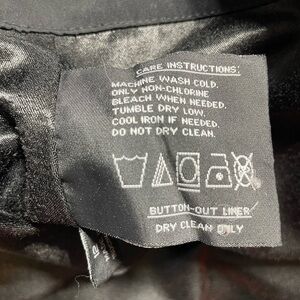 CARE INSTRUCTIONS:
MACHINE WASH COLD.
ONLY NON-CHLORINE
BLEACH WHEN NEEDED.
TUMBLE DRY LOW.
COOL IRON IF NEEDED.
DO NOT DRY CLEAN.
BUTTON-OUT LINER
DRY CLEAN ONLY